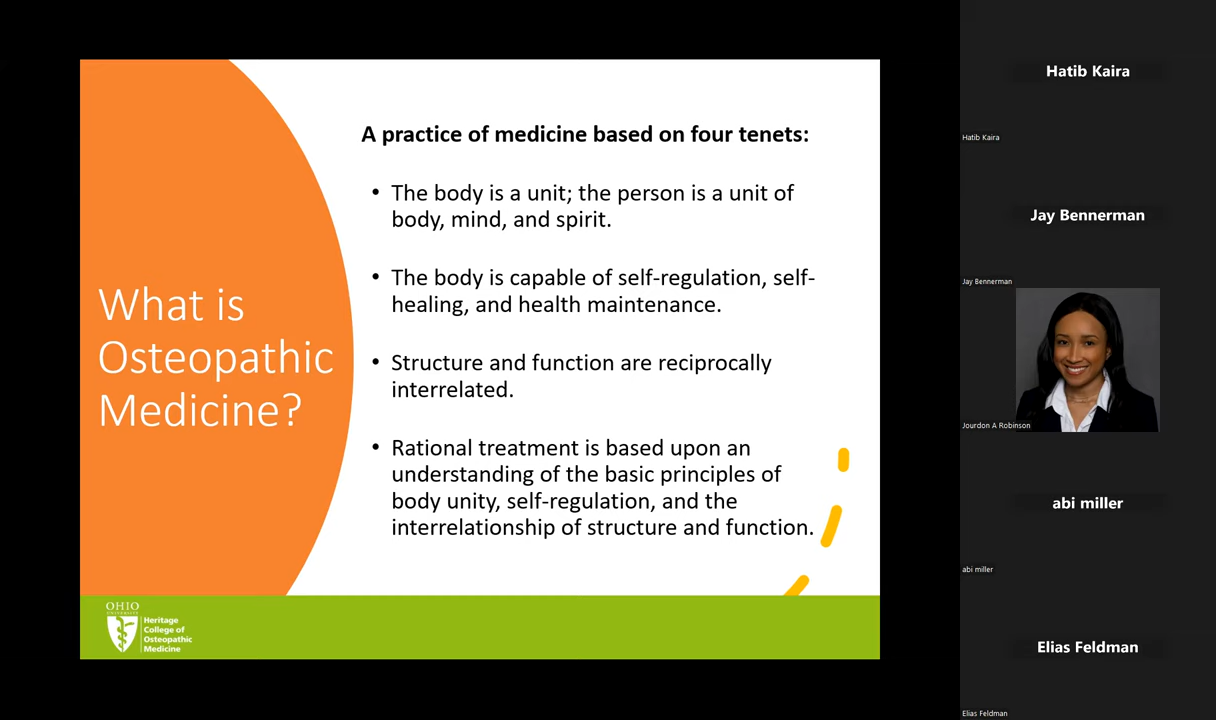 A practice of medicine based on four tenets:
• The body is a unit; the person is a unit of
body, mind, and spirit.
• The body is capable of self-regulation, self-
healing, and health maintenance.
• Structure and function are reciprocally
interrelated.
• Rational treatment is based upon an
understanding of the basic principles of
body unity, self-regulation, and the
interrelationship of structure and function.
What is
Osteopathic
Medicine?
OHIO
UNIVERSITY
Heritage
College of
Osteopathic
Medicine
Hatib Kaira
Hatib Kaira
Jay Bennerman
Jay Bennerman
Jourdon A Robinson
abi miller
abi miller
Elias Feldman
Elias Feldman